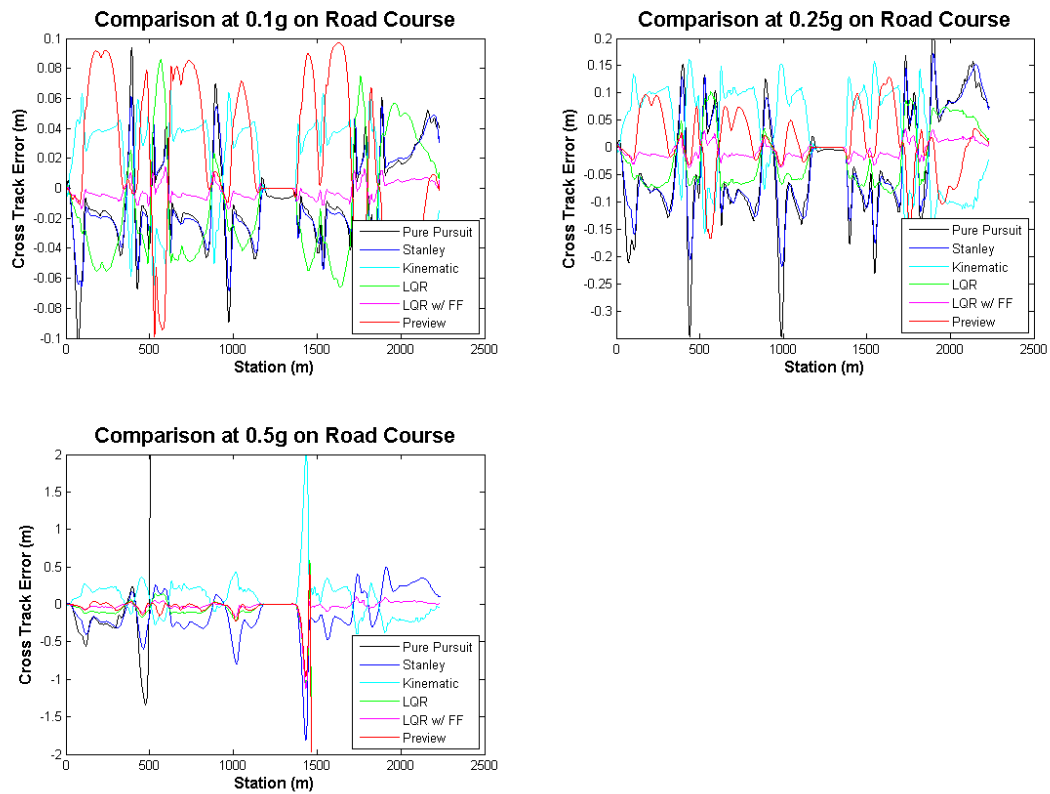 Comparison at 0.1g on Road Course
Cross Track Error (m)
0.1
0.08
0.06
0.04
0.02
0
-0.02
-0.04
-0.06
-0.08
-0.1
0 500 1000 1500 2000 2500
Station (m)
Pure Pursuit
Stanley
Kinematic
LQR
LQR w/ FF
Preview
Comparison at 0.25g on Road Course
Cross Track Error (m)
0.2
0.15
0.1
0.05
0
-0.05
-0.1
-0.15
-0.2
-0.25
-0.3
0 500 1000 1500 2000 2500
Station (m)
Pure Pursuit
Stanley
Kinematic
LQR
LQR w/ FF
Preview
Comparison at 0.5g on Road Course
Cross Track Error (m)
2
1.5
1
0.5
0
-0.5
-1
-1.5
-2
0 500 1000 1500 2000 2500
Station (m)
Pure Pursuit
Stanley
Kinematic
LQR
LQR w/ FF
Preview